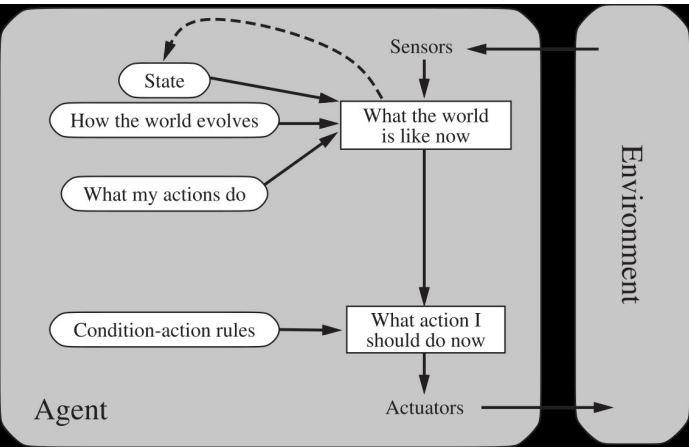 Sensors
State
How the world evolves
What the world
is like now
What my actions do
Environment
Condition-action rules
What action I
should do now
Agent
Actuators